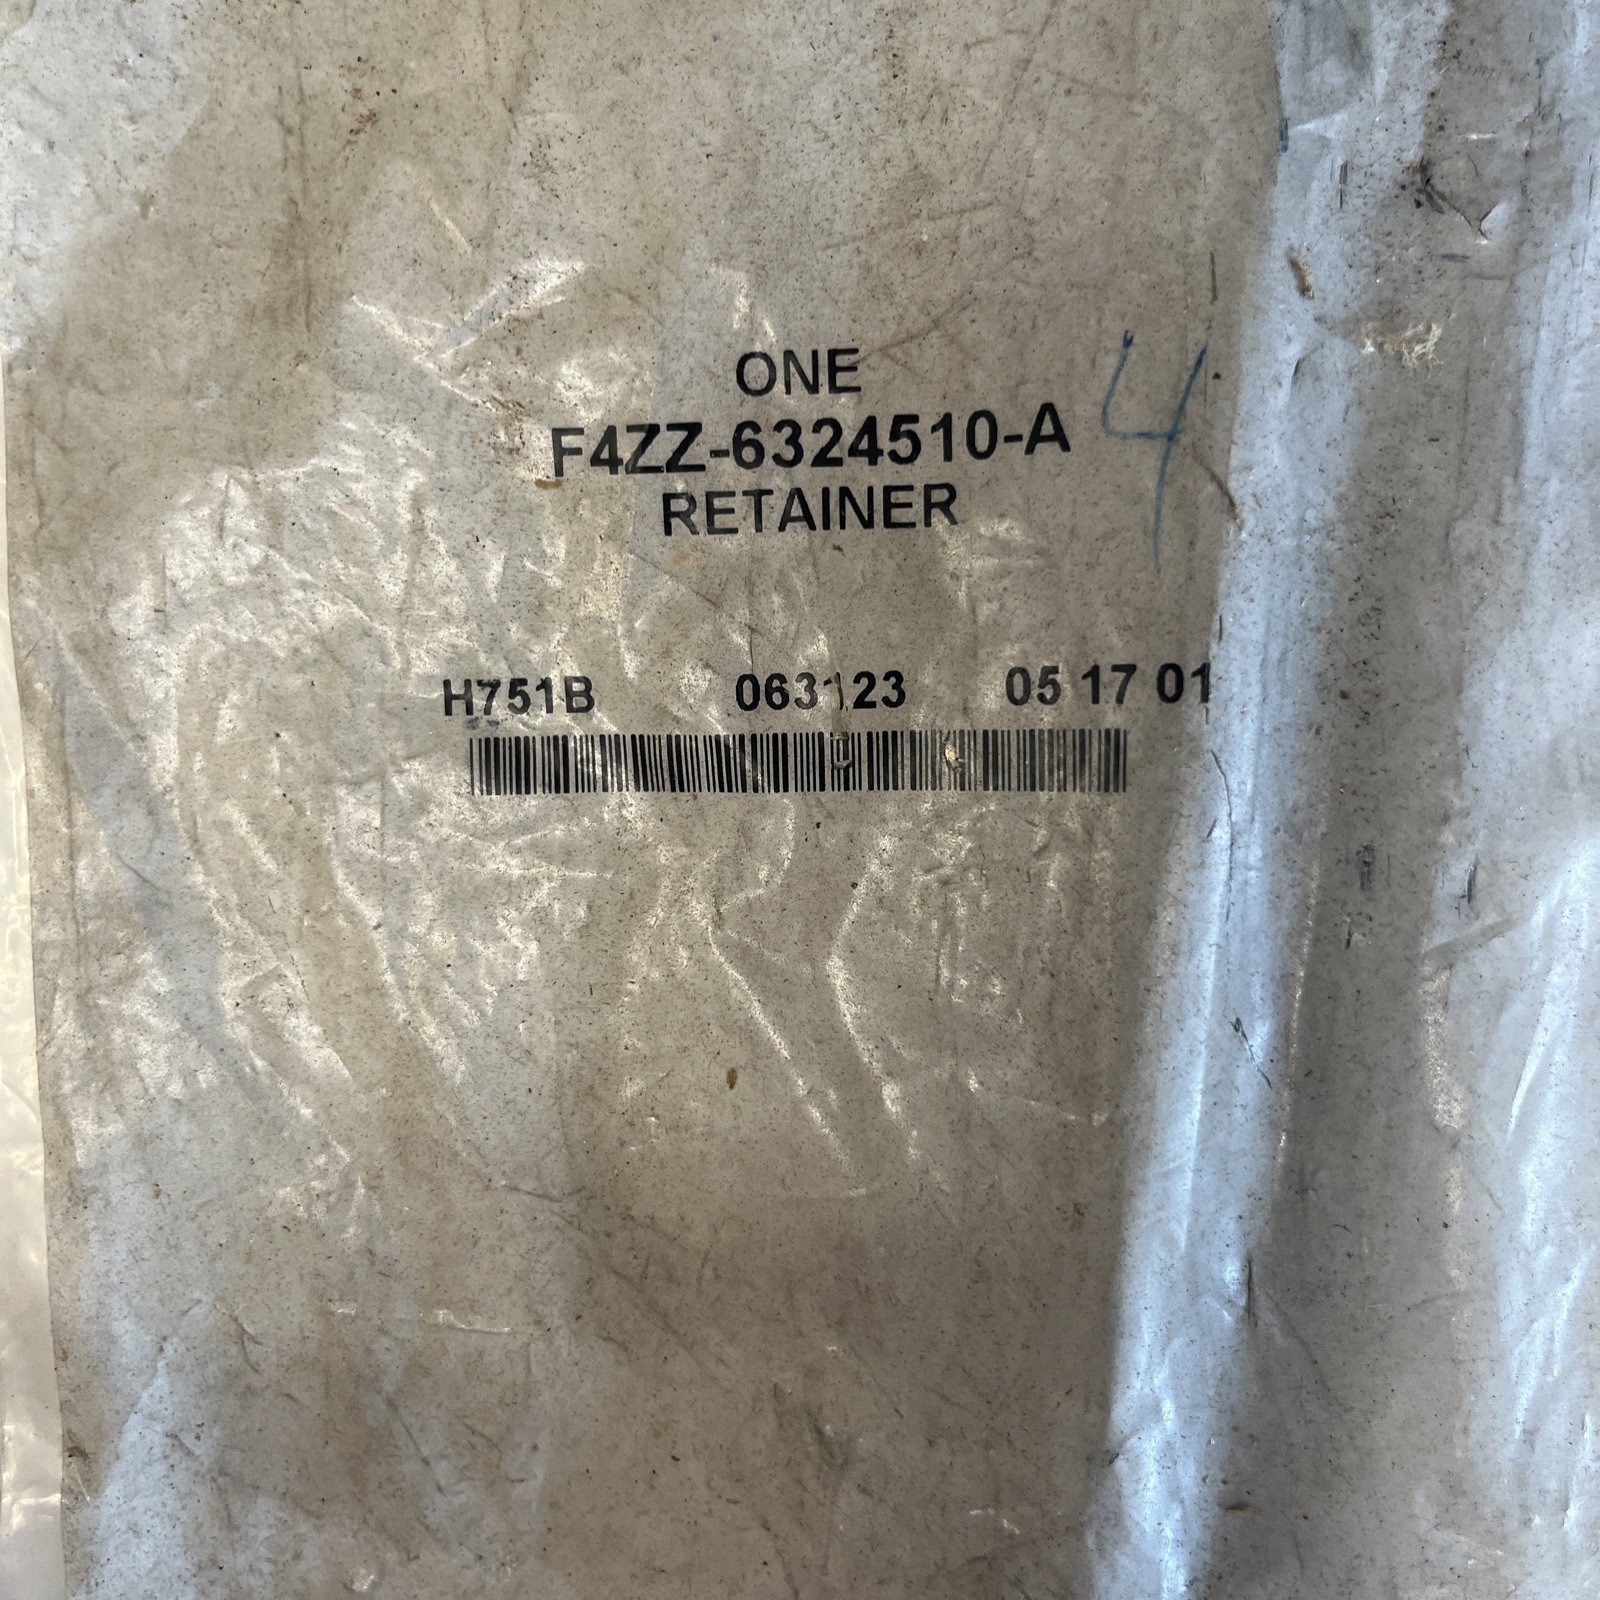 ONE
F4ZZ-6324510-A 4
RETAINER
H751B 063123 05 17 01